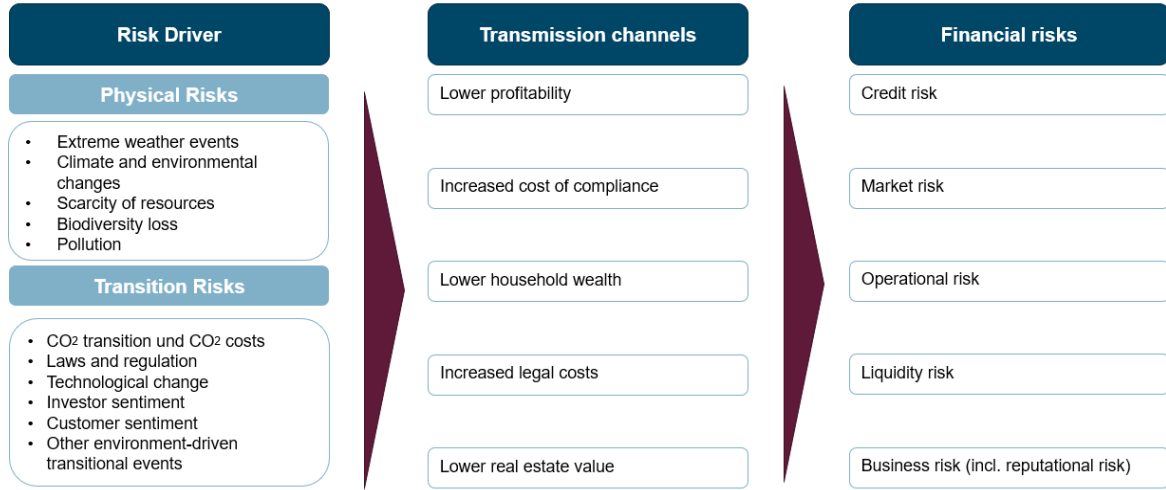 Risk Driver
Physical Risks
• Extreme weather events
• Climate and environmental
changes
• Scarcity of resources
• Biodiversity loss
• Pollution
Transition Risks
• CO2 transition und CO2 costs
• Laws and regulation
• Technological change
• Investor sentiment
• Customer sentiment
• Other environment-driven
transitional events
Transmission channels
Lower profitability
Increased cost of compliance
Lower household wealth
Increased legal costs
Lower real estate value
Financial risks
Credit risk
Market risk
Operational risk
Liquidity risk
Business risk (incl. reputational risk)